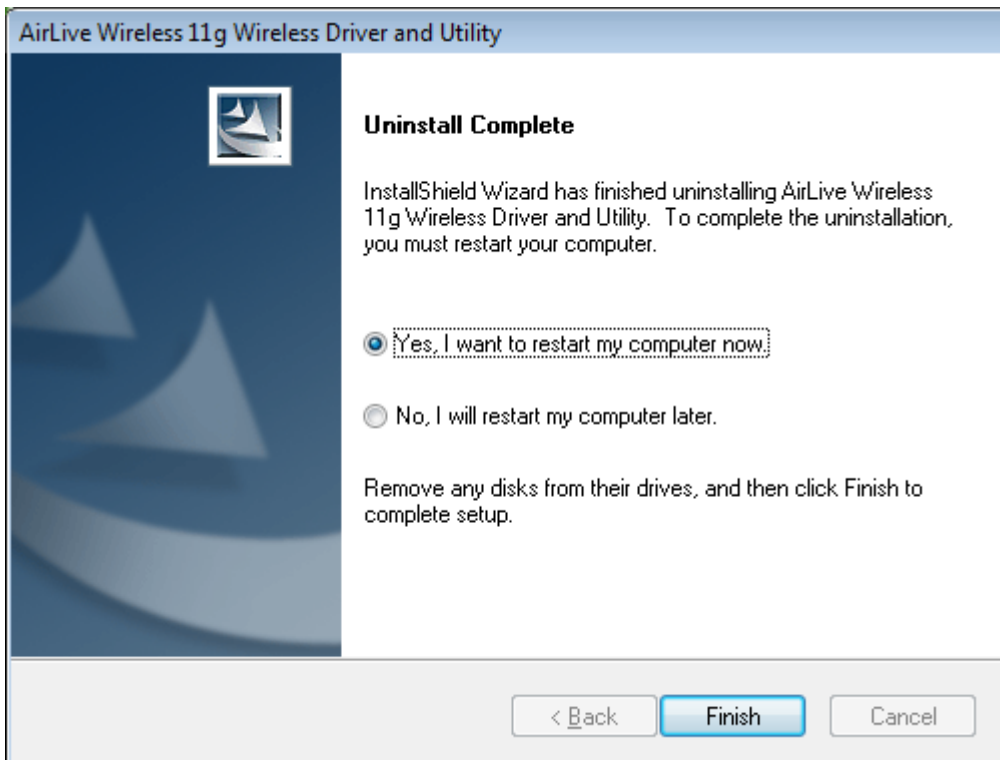 AirLive Wireless 11g Wireless Driver and Utility
Uninstall Complete
InstallShield Wizard has finished uninstalling AirLive Wireless
11g Wireless Driver and Utility. To complete the uninstallation,
you must restart your computer.
Yes, I want to restart my computer now.
No, I will restart my computer later.
Remove any disks from their drives, and then click Finish to
complete setup.
< Back Finish Cancel